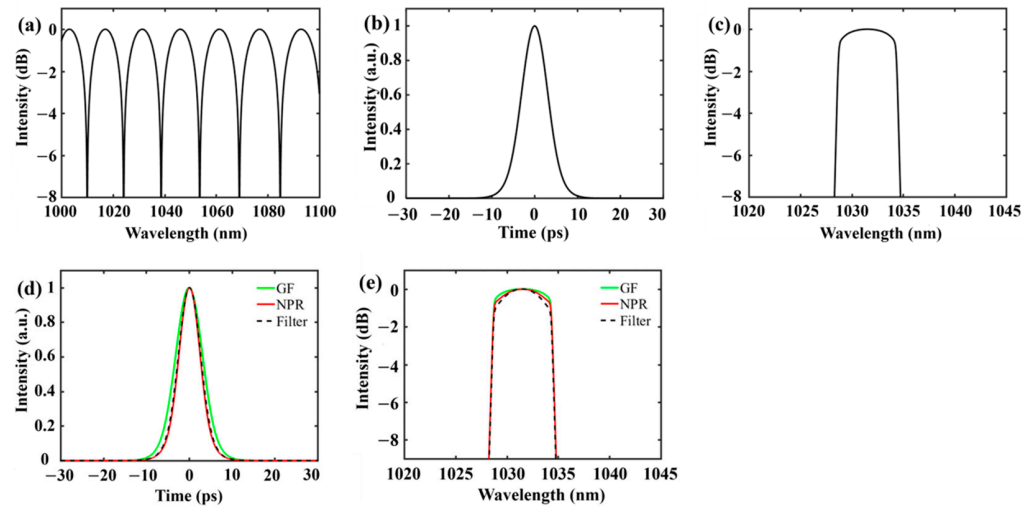 (a)
Intensity (dB)
0
−2
−4
−6
−8
1000 1020 1040 1060 1080 1100
Wavelength (nm)
(b)
Intensity (a.u.)
1
0.8
0.6
0.4
0.2
0
−30 −20 −10 0 10 20 30
Time (ps)
(c)
Intensity (dB)
0
−2
−4
−6
−8
1020 1025 1030 1035 1040 1045
Wavelength (nm)
(d)
Intensity (a.u.)
1
0.8
0.6
0.4
0.2
0
GF
NPR
Filter
−30 −20 −10 0 10 20 30
Time (ps)
(e)
Intensity (dB)
0
−2
−4
−6
−8
GF
NPR
Filter
1020 1025 1030 1035 1040 1045
Wavelength (nm)